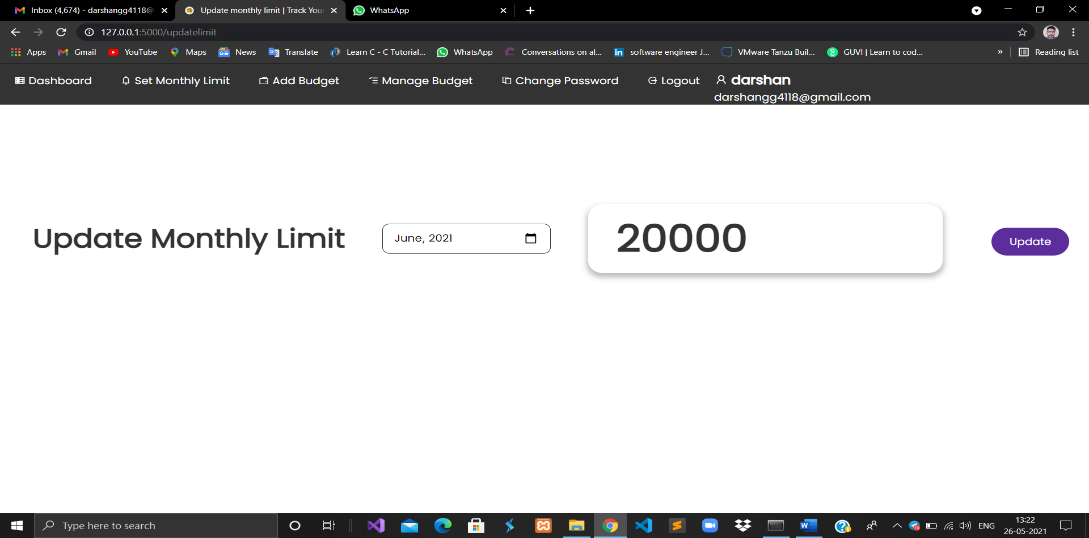 Inbox (4,674) - darshangg4118@
Update monthly limit | Track Your
WhatsApp
127.0.0.1:5000/updatelimit
Apps Gmail YouTube Maps News Translate Learn C - C Tutorial... WhatsApp Conversations on al... software engineer J... VMware Tanzu Buil... GUVI | Learn to cod... » Reading list
Dashboard Set Monthly Limit Add Budget Manage Budget Change Password Logout darshan
darshangg4118@gmail.com
Update Monthly Limit June, 2021 20000 Update
Type here to search
ENG
13:22
26-05-2021